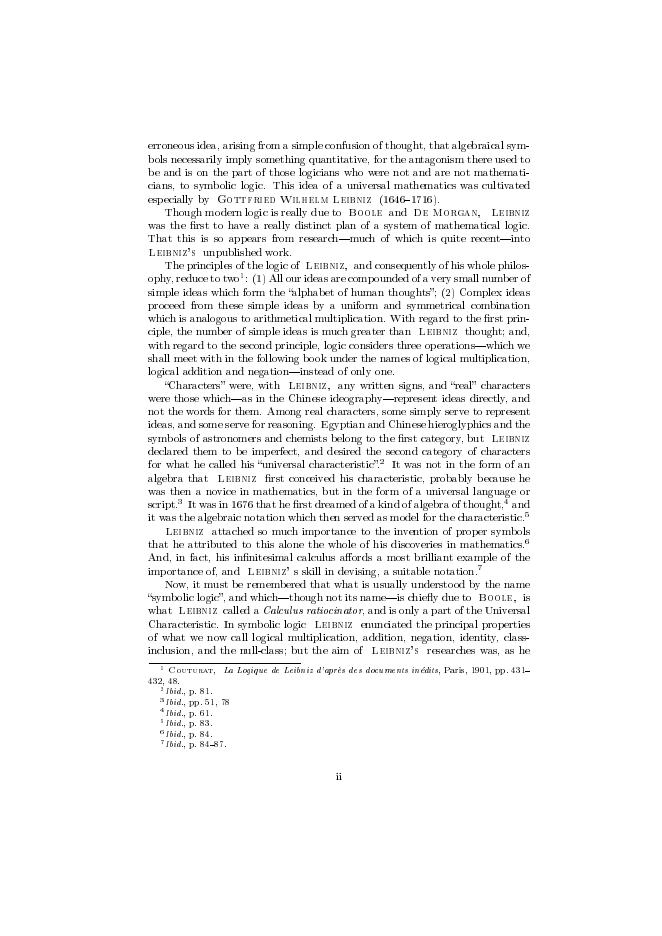 erroneous idea, arising from a simple confusion of thought, that algebraical sym-
bols necessarily imply something quantitative, for the antagonism there used to
be and is on the part of those logicians who were not and are not mathemati-
cians, to symbolic logic. This idea of a universal mathematics was cultivated
especially by GOTTFRIED WILHELM LEIBNIZ (1646–1716).
Though modern logic is really due to BOOLE and DE MORGAN, LEIBNIZ
was the first to have a really distinct plan of a system of mathematical logic.
That this is so appears from research—much of which is quite recent—into
LEIBNIZ'S unpublished work.
The principles of the logic of LEIBNIZ, and consequently of his whole philos-
ophy, reduce to two¹: (1) All our ideas are compounded of a very small number of
simple ideas which form the “alphabet of human thoughts”; (2) Complex ideas
proceed from these simple ideas by a uniform and symmetrical combination
which is analogous to arithmetical multiplication. With regard to the first prin-
ciple, the number of simple ideas is much greater than LEIBNIZ thought; and,
with regard to the second principle, logic considers three operations—which we
shall meet with in the following book under the names of logical multiplication,
logical addition and negation—instead of only one.
“Characters” were, with LEIBNIZ, any written signs, and “real” characters
were those which—as in the Chinese ideography—represent ideas directly, and
not the words for them. Among real characters, some simply serve to represent
ideas, and some serve for reasoning. Egyptian and Chinese hieroglyphics and the
symbols of astronomers and chemists belong to the first category, but LEIBNIZ
declared them to be imperfect, and desired the second category of characters
for what he called his “universal characteristic”.² It was not in the form of an
algebra that LEIBNIZ first conceived his characteristic, probably because he
was then a novice in mathematics, but in the form of a universal language or
script.³ It was in 1676 that he first dreamed of a kind of algebra of thought,⁴ and
it was the algebraic notation which then served as model for the characteristic.⁵
LEIBNIZ attached so much importance to the invention of proper symbols
that he attributed to this alone the whole of his discoveries in mathematics.⁶
And, in fact, his infinitesimal calculus affords a most brilliant example of the
importance of, and LEIBNIZ' s skill in devising, a suitable notation.⁷
Now, it must be remembered that what is usually understood by the name
“symbolic logic”, and which—though not its name—is chiefly due to BOOLE, is
what LEIBNIZ called a Calculus ratiocinator, and is only a part of the Universal
Characteristic. In symbolic logic LEIBNIZ enunciated the principal properties
of what we now call logical multiplication, addition, negation, identity, class-
inclusion, and the null-class; but the aim of LEIBNIZ'S researches was, as he
¹ COUTURAT, La Logique de Leibniz d'après des documents inédits, Paris, 1901, pp. 431–
432, 48.
² Ibid., p. 81.
³ Ibid., pp. 51, 78
⁴ Ibid., p. 61.
⁵ Ibid., p. 83.
⁶ Ibid., p. 84.
⁷ Ibid., p. 84–87.
ii